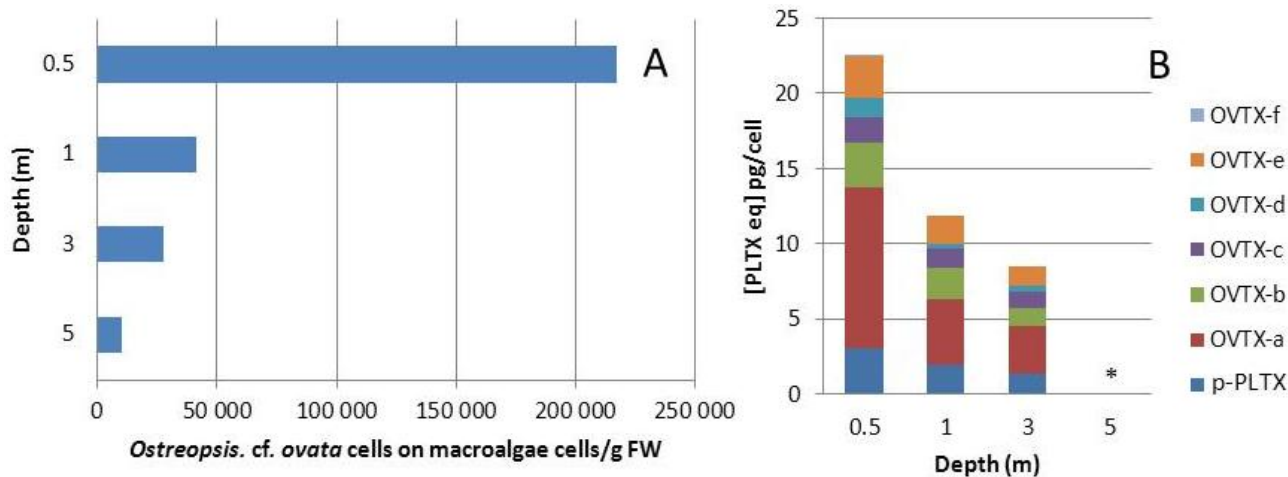 A
0.5
1
3
5
Depth (m)
0 50 000 100 000 150 000 200 000 250 000
Ostreopsis. cf. ovata cells on macroalgae cells/g FW
B
25
20
15
10
5
0
[PLTX eq] pg/cell
*
0.5 1 3 5
Depth (m)
OVTX-f
OVTX-e
OVTX-d
OVTX-c
OVTX-b
OVTX-a
p-PLTX